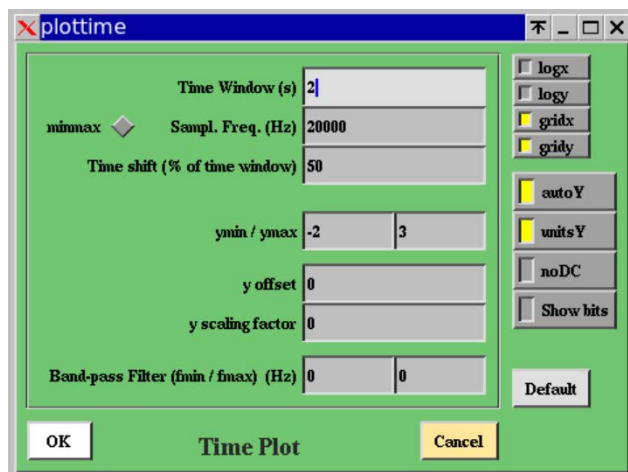 plottime
Time Window (s) 2
minmax Sampl. Freq. (Hz) 20000
Time shift (% of time window) 50
ymin / ymax -2 3
y offset 0
y scaling factor 0
Band-pass Filter (fmin / fmax) (Hz) 0 0
logx
logy
gridx
gridy
autoY
unitsY
noDC
Show bits
Default
OK Time Plot Cancel